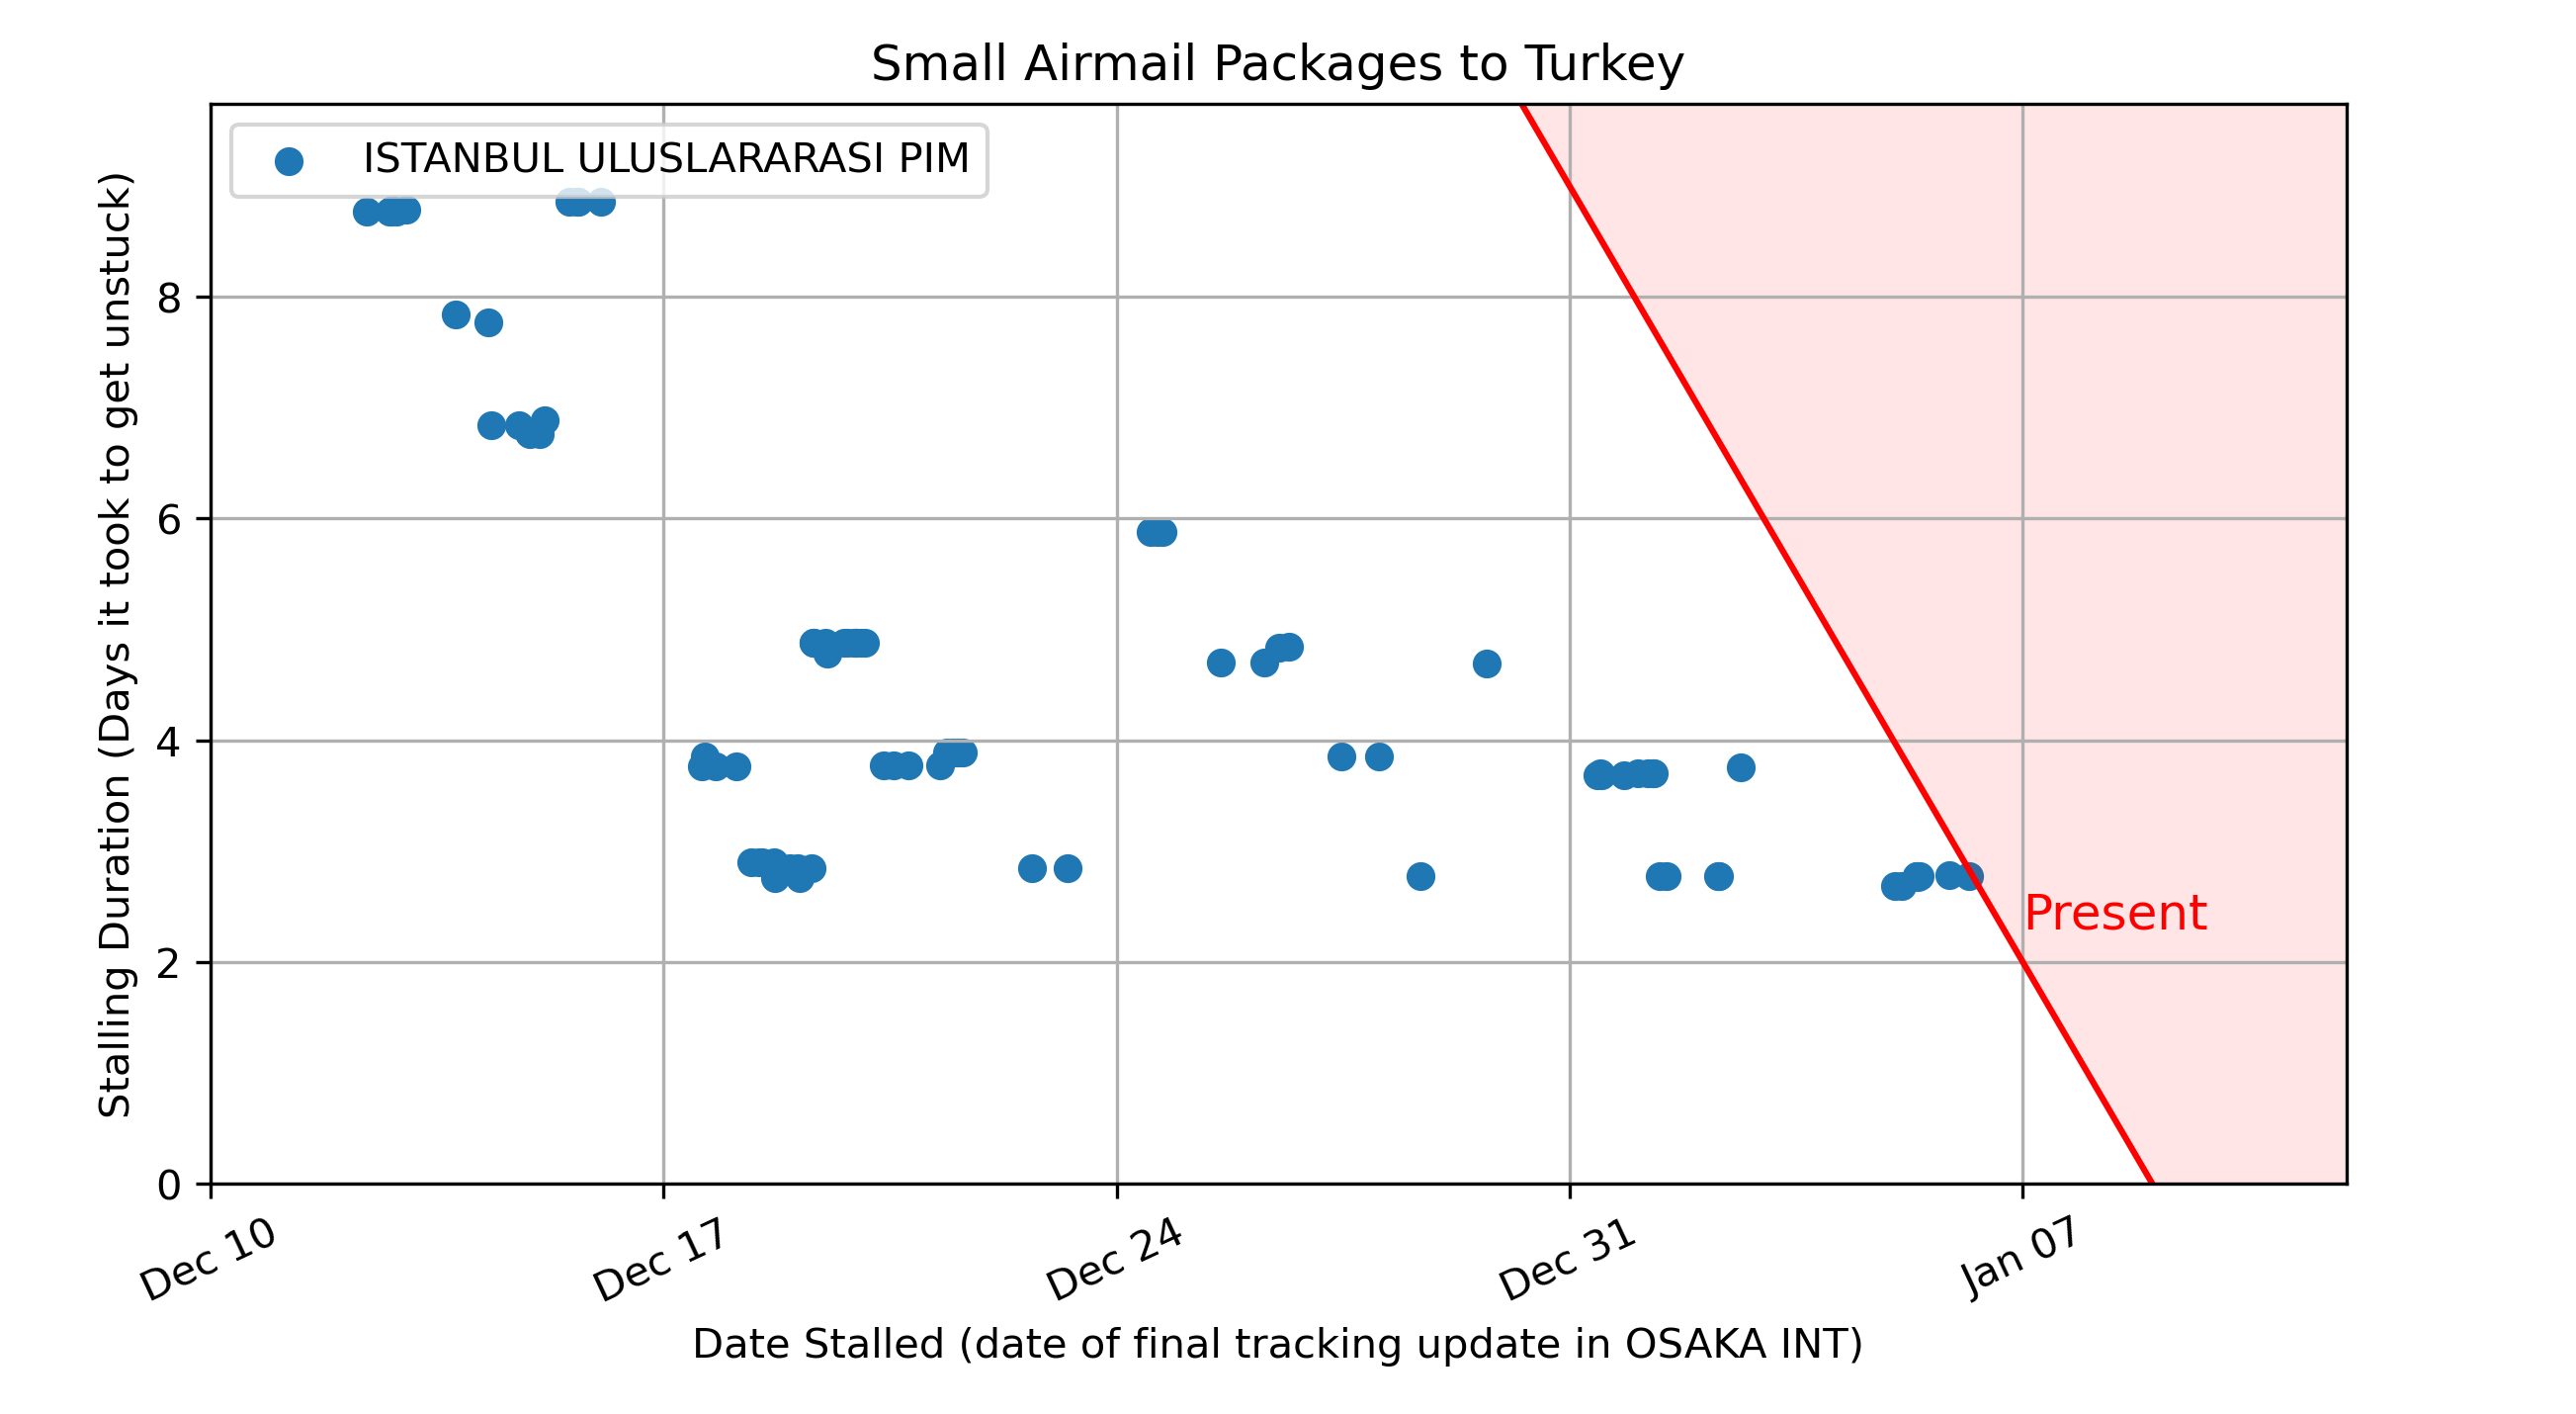 Small Airmail Packages to Turkey
ISTANBUL ULUSLARARASI PIM
Stalling Duration (Days it took to get unstuck)
8
6
4
2
0
Present
Dec 10
Dec 17
Dec 24
Dec 31
Jan 07
Date Stalled (date of final tracking update in OSAKA INT)